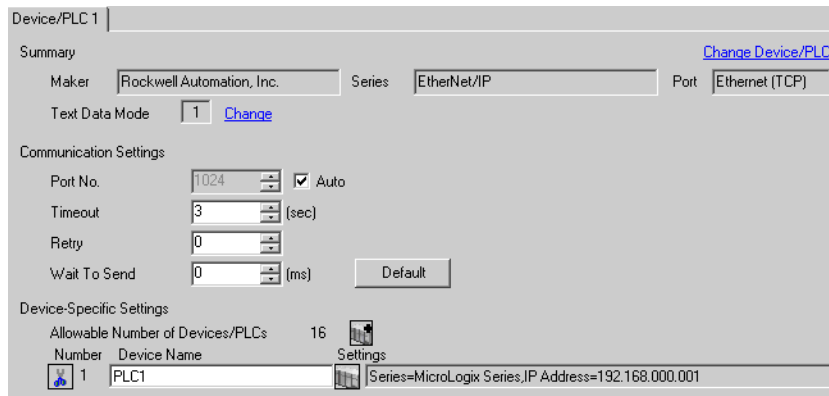 Device/PLC 1
Summary Change Device/PLC
Maker Rockwell Automation, Inc. Series EtherNet/IP Port Ethernet (TCP)
Text Data Mode 1 Change
Communication Settings
Port No. 1024 Auto
Timeout 3 (sec)
Retry 0
Wait To Send 0 (ms) Default
Device-Specific Settings
Allowable Number of Devices/PLCs 16
Number Device Name Settings
1 PLC1 Series=MicroLogix Series,IP Address=192.168.000.001